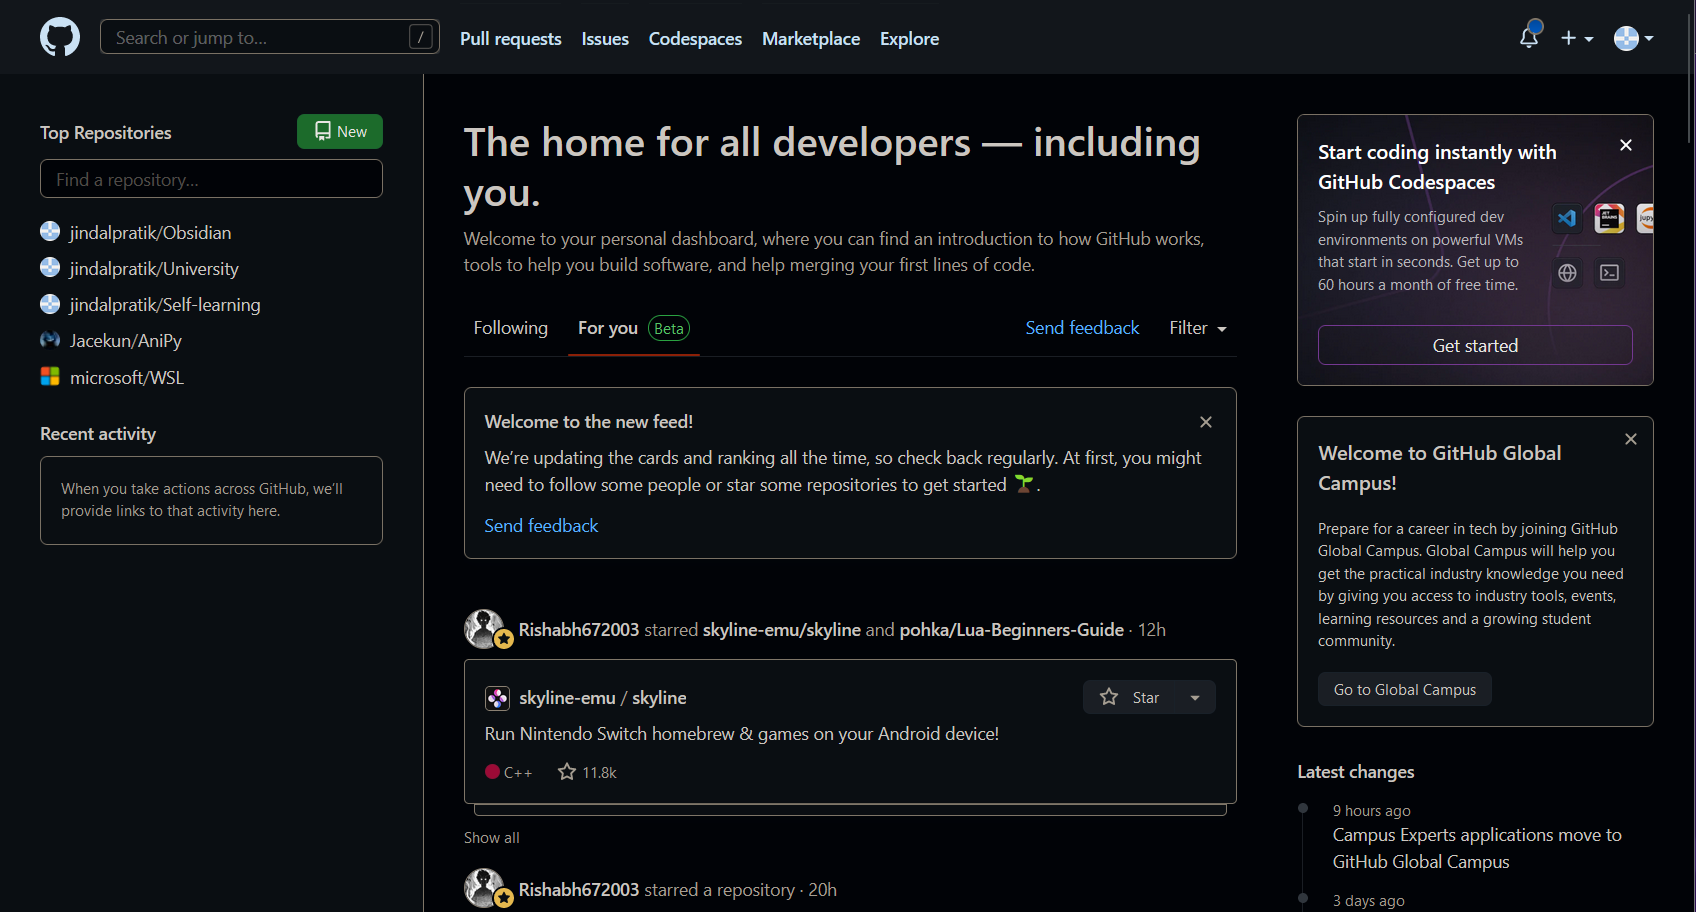 Search or jump to... /
Pull requests Issues Codespaces Marketplace Explore
Top Repositories
New
Find a repository...
jindalpratik/Obsidian
jindalpratik/University
jindalpratik/Self-learning
Jacekun/AniPy
microsoft/WSL
Recent activity
When you take actions across GitHub, we’ll
provide links to that activity here.
The home for all developers — including
you.
Welcome to your personal dashboard, where you can find an introduction to how GitHub works,
tools to help you build software, and help merging your first lines of code.
Following For you Beta
Send feedback Filter
Welcome to the new feed!
We’re updating the cards and ranking all the time, so check back regularly. At first, you might
need to follow some people or star some repositories to get started 🌱.
Send feedback
Rishabh672003 starred skyline-emu/skyline and pohka/Lua-Beginners-Guide · 12h
skyline-emu / skyline
Star
Run Nintendo Switch homebrew & games on your Android device!
C++ 11.8k
Show all
Rishabh672003 starred a repository · 20h
Start coding instantly with
GitHub Codespaces
Spin up fully configured dev
environments on powerful VMs
that start in seconds. Get up to
60 hours a month of free time.
JET
BRAINS
jupy
Get started
Welcome to GitHub Global
Campus!
Prepare for a career in tech by joining GitHub
Global Campus. Global Campus will help you
get the practical industry knowledge you need
by giving you access to industry tools, events,
learning resources and a growing student
community.
Go to Global Campus
Latest changes
9 hours ago
Campus Experts applications move to
GitHub Global Campus
3 days ago